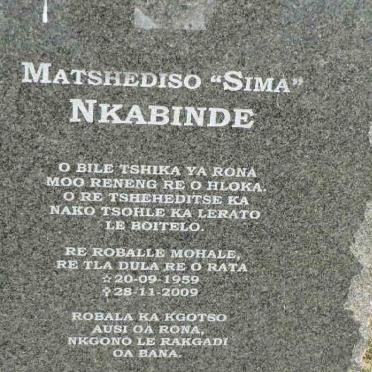 MATSHEDISO “SIMA”
NKABINDE
O BILE TSHIKA YA RONA
MOO RENENG RE O HLOKA.
O RE TSHEHEDITSE KA
NAKO TSOHLE KA LERATO
LE BOITELO.
RE ROBALLE MOHALE,
RE TLA DULA RE O RATA
☆20-09-1959
✞28-11-2009
ROBALA KA KGOTSO
AUSI OA RONA,
NKGONO LE RAKGADI
OA BANA.